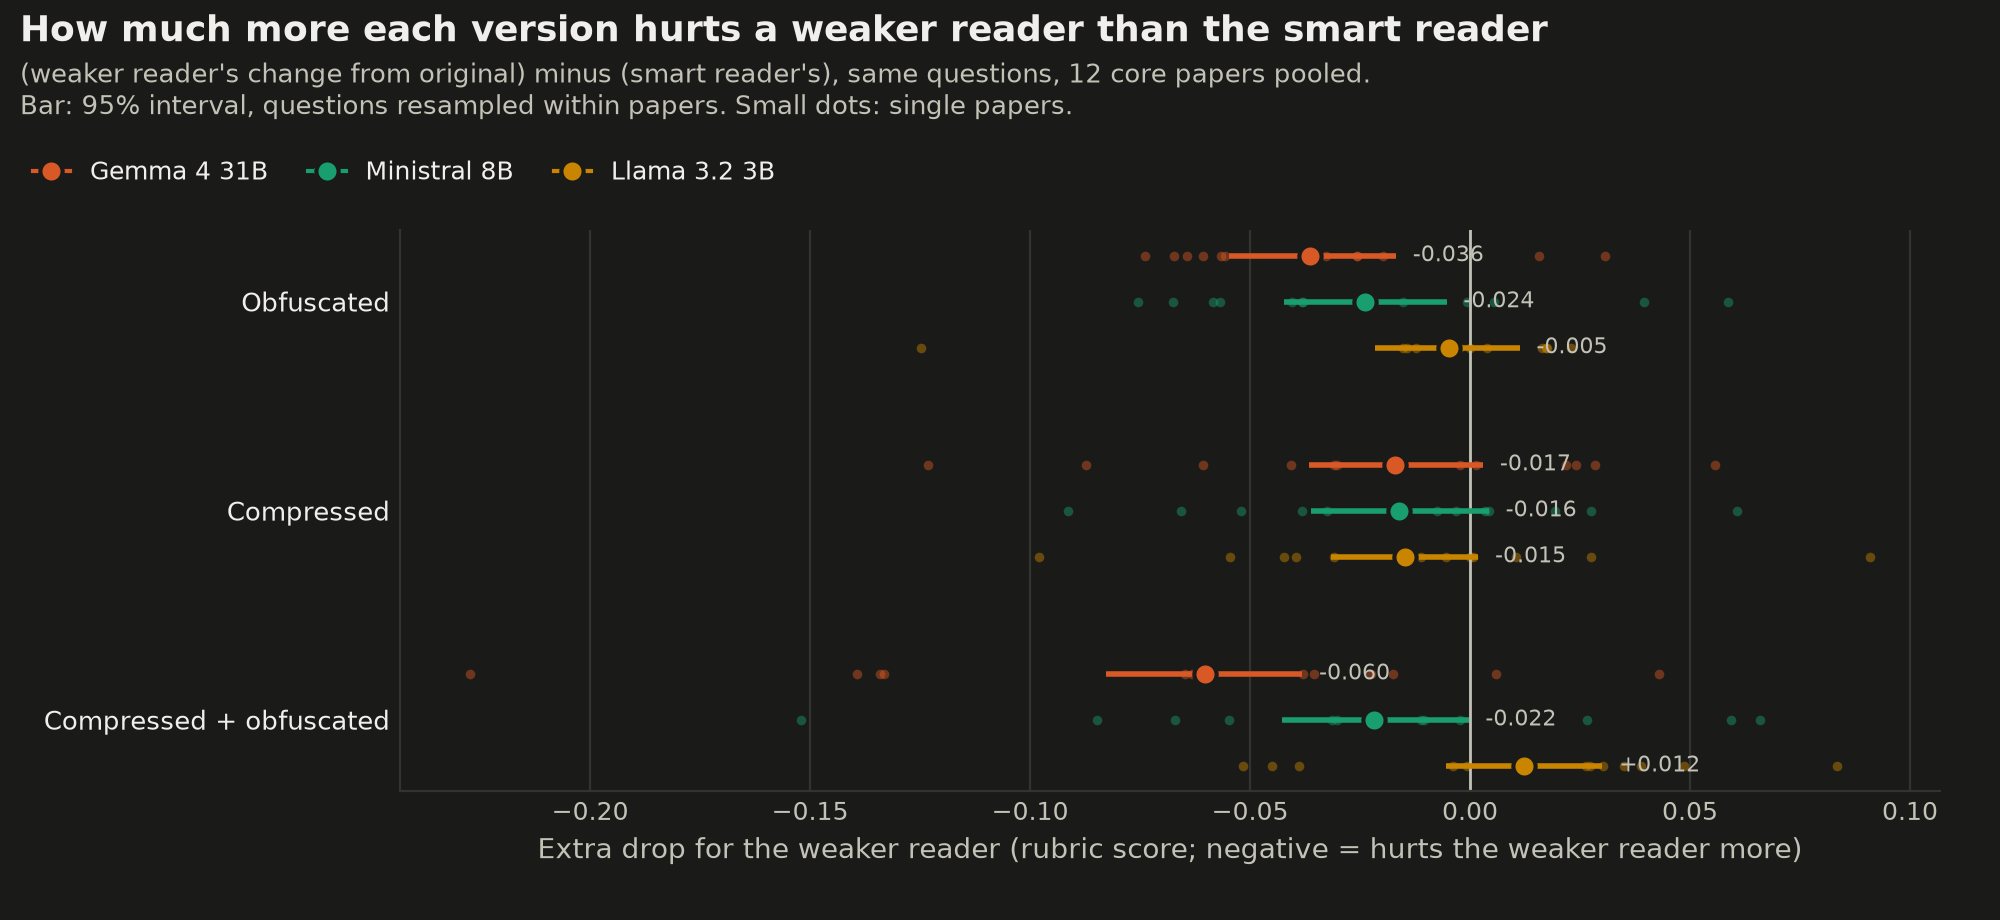 How much more each version hurts a weaker reader than the smart reader
(weaker reader's change from original) minus (smart reader's), same questions, 12 core papers pooled.
Bar: 95% interval, questions resampled within papers. Small dots: single papers.
Gemma 4 31B Ministral 8B Llama 3.2 3B
-0.036
Obfuscated -0.024
-0.005
-0.017
Compressed -0.016
-0.015
-0.060
Compressed + obfuscated -0.022
+0.012
−0.20 −0.15 −0.10 −0.05 0.00 0.05 0.10
Extra drop for the weaker reader (rubric score; negative = hurts the weaker reader more)